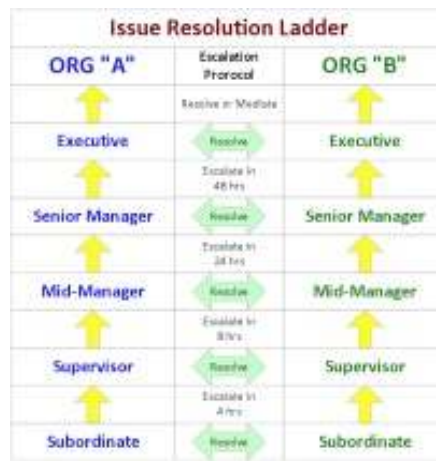 Issue Resolution Ladder
ORG "A" Escalation Prorocol ORG "B"
Resolve or Mediate
Executive Resolve Executive
Escalate in
48 hrs
Senior Manager Resolve Senior Manager
Escalate in
24 hrs
Mid-Manager Resolve Mid-Manager
Escalate in
8 hrs
Supervisor Resolve Supervisor
Escalate in
4 hrs
Subordinate Resolve Subordinate